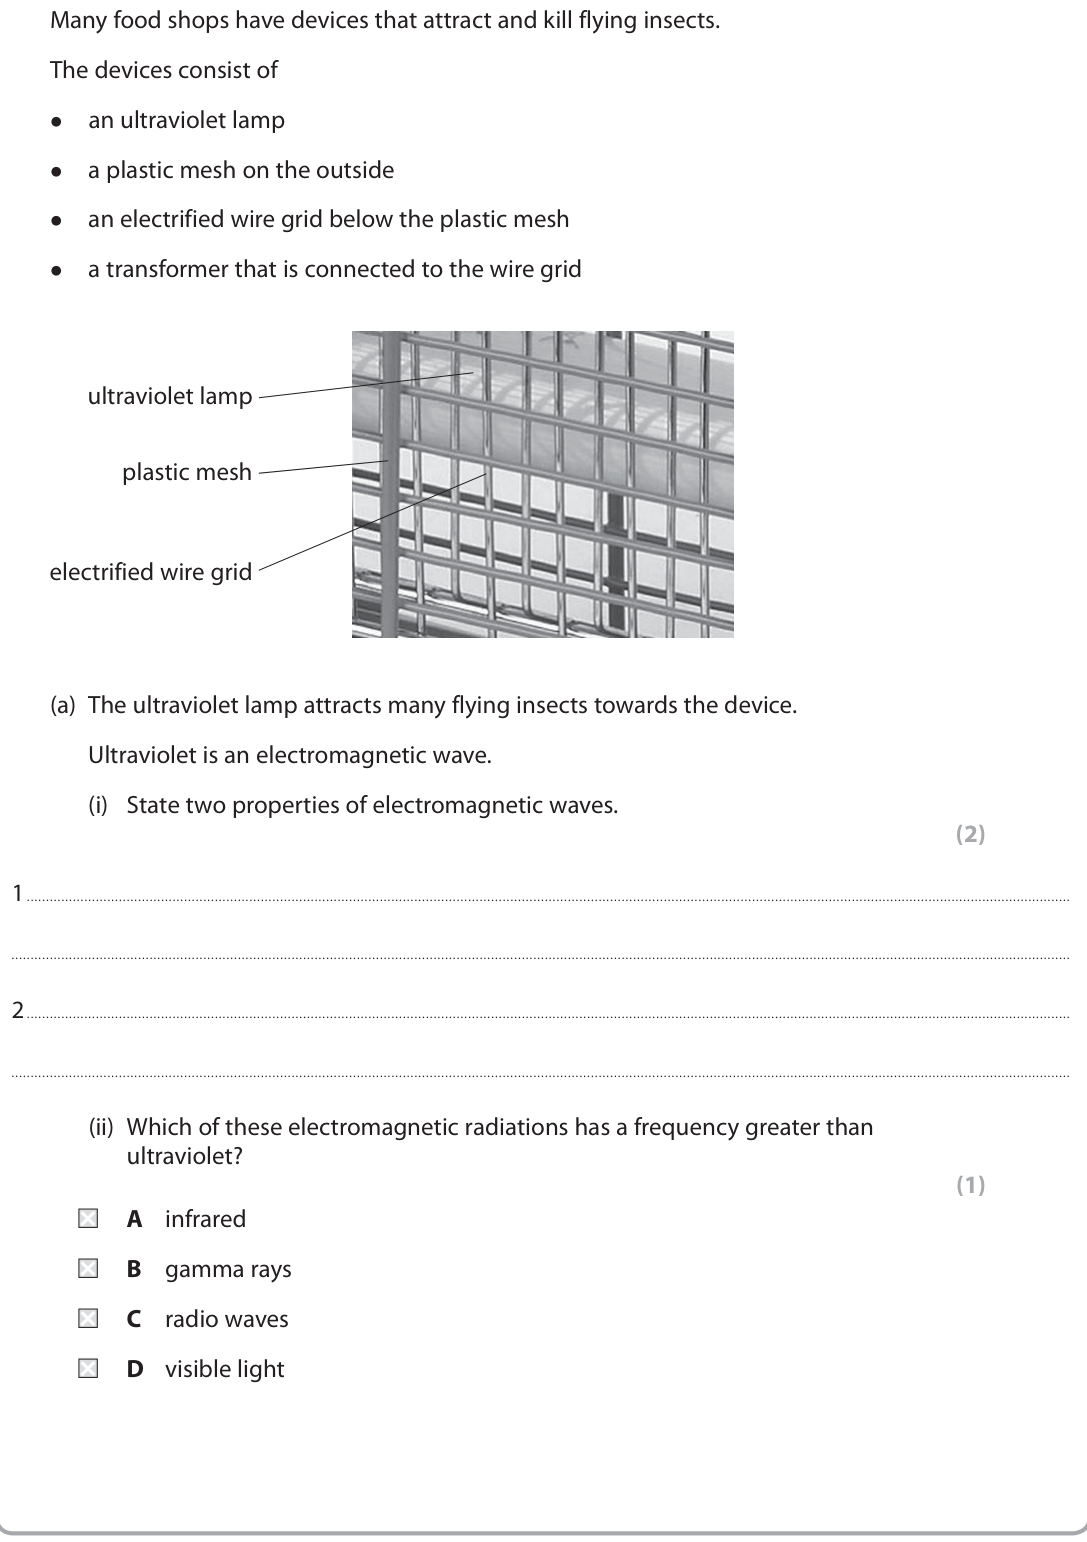 Many food shops have devices that attract and kill flying insects.
The devices consist of
● an ultraviolet lamp
● a plastic mesh on the outside
● an electrified wire grid below the plastic mesh
● a transformer that is connected to the wire grid
ultraviolet lamp
plastic mesh
electrified wire grid
(a) The ultraviolet lamp attracts many flying insects towards the device.
Ultraviolet is an electromagnetic wave.
(i) State two properties of electromagnetic waves.
(2)
1
2
(ii) Which of these electromagnetic radiations has a frequency greater than
ultraviolet?
(1)
A infrared
B gamma rays
C radio waves
D visible light